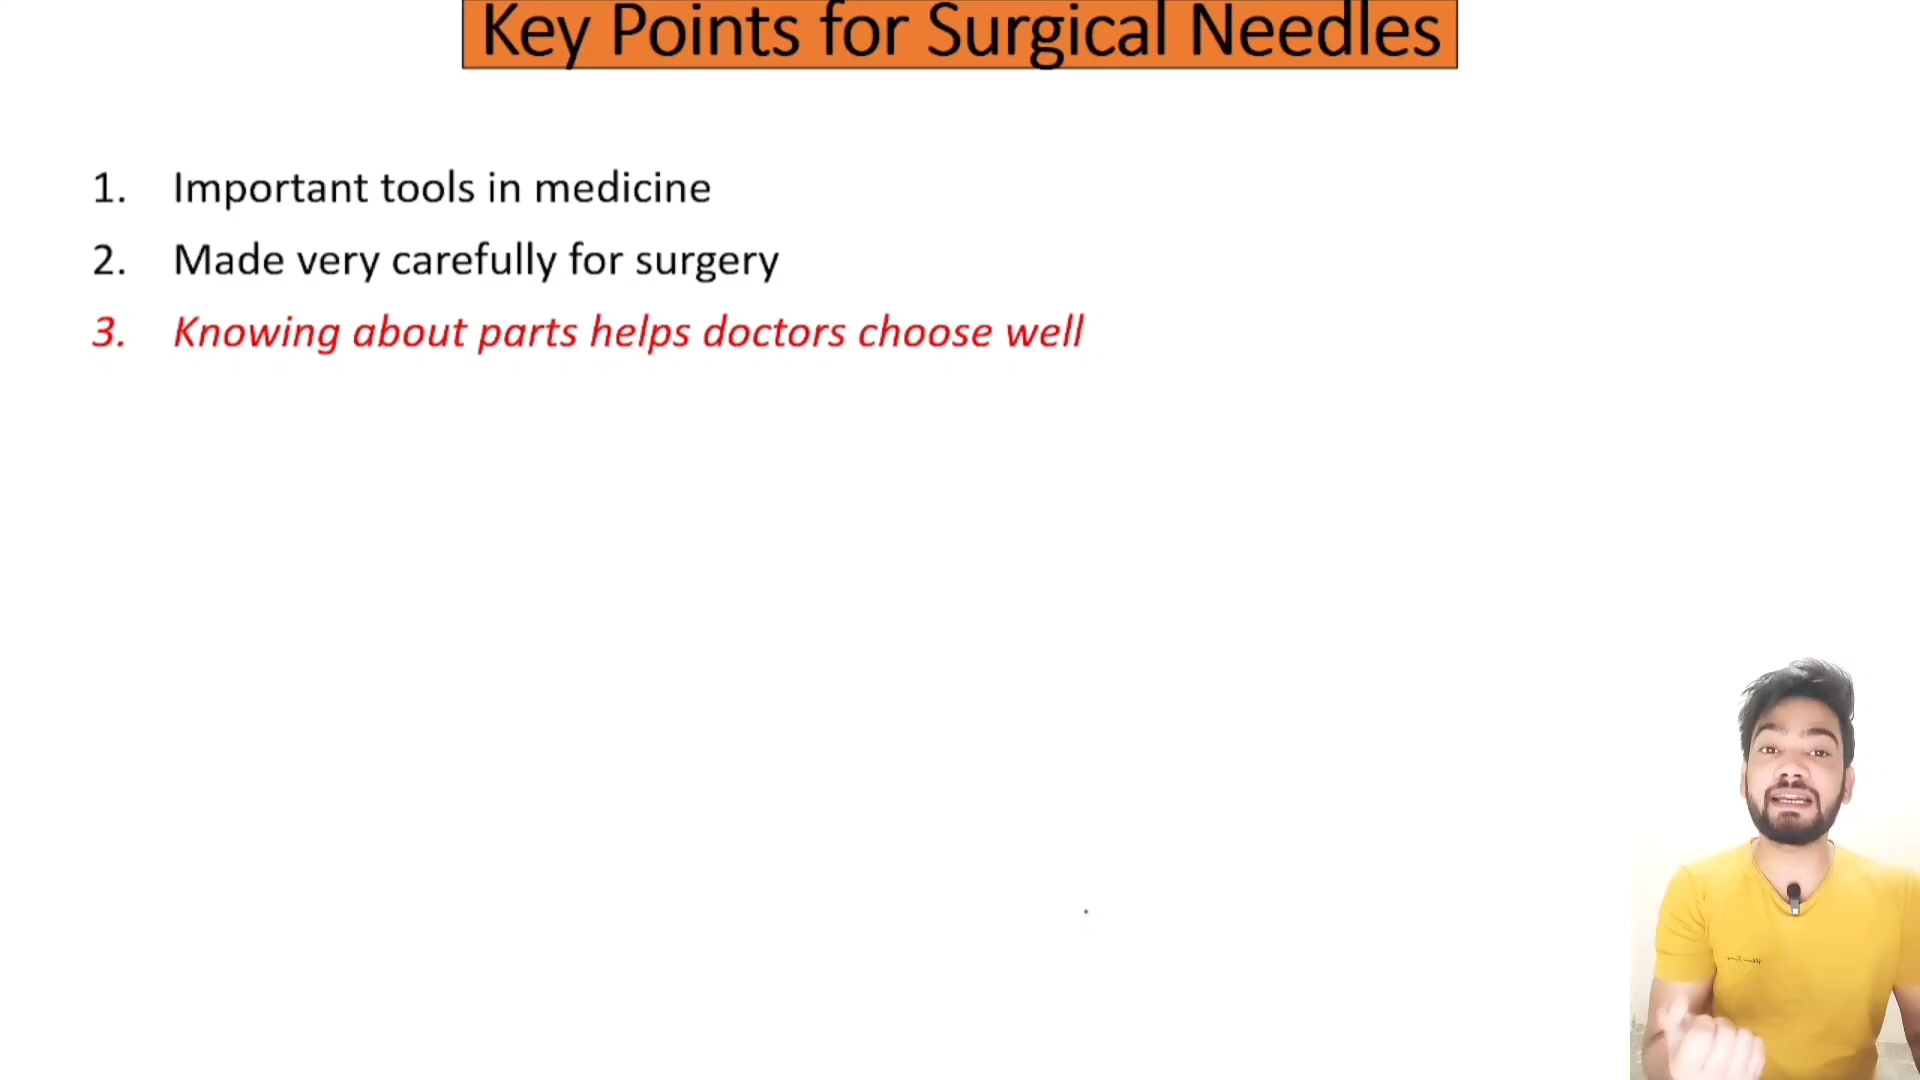 Key Points for Surgical Needles
1. Important tools in medicine
2. Made very carefully for surgery
3. Knowing about parts helps doctors choose well